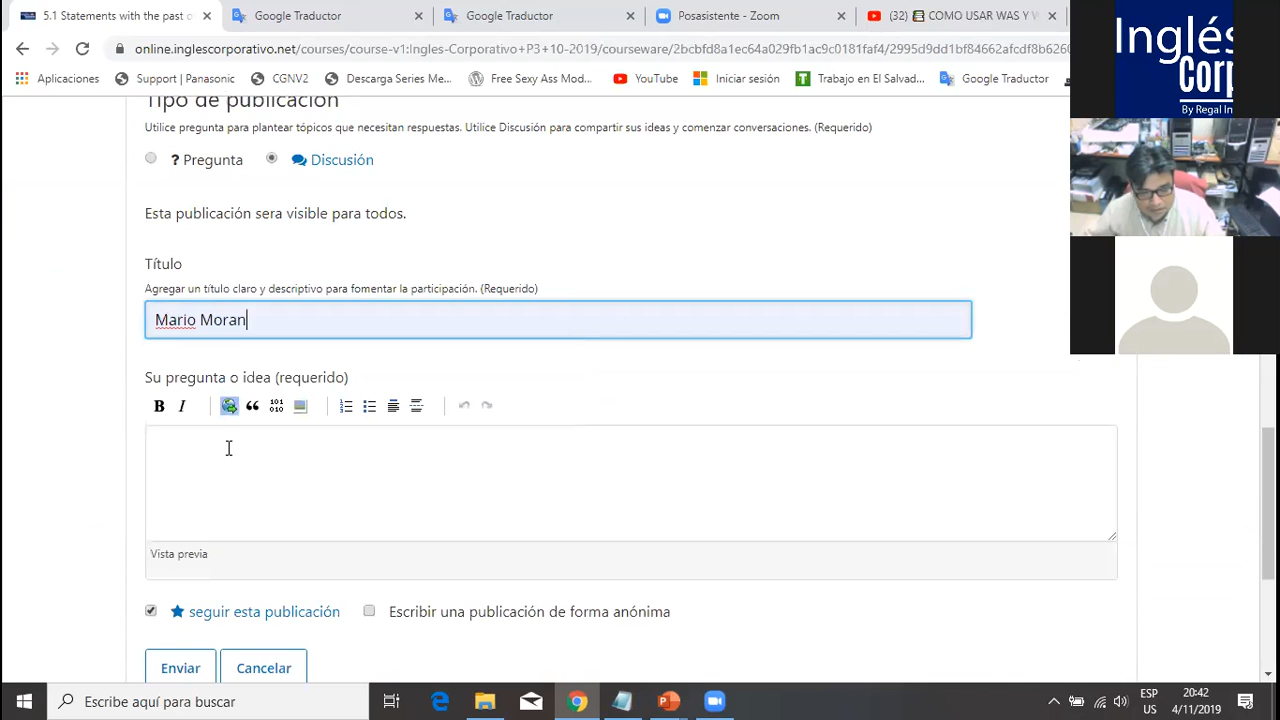 5.1 Statements with the past o
Google Traductor
Google Traductor
Posasistente - Zoom
(32) COMO USAR WAS Y W
online.inglescorporativo.net/courses/course-v1:Ingles-Corporativo+P3+10-2019/courseware/2bcbfd8a1ec64a029fb1ac9c0181faf4/2995d9dd1bf84662afcdf8b6260
Aplicaciones
Support | Panasonic
CGNV2
Descarga Series Me...
Free Sexy Ass Mod...
YouTube
Iniciar sesión
Trabajo en El Salvad...
Google Traductor
Inglés
Corp
By Regal In
Tipo de publicación
Utilice pregunta para plantear tópicos que necesitan respuestas. Utilice Discusión para compartir sus ideas y comenzar conversaciones. (Requerido)
? Pregunta
Discusión
Esta publicación sera visible para todos.
Título
Agregar un título claro y descriptivo para fomentar la participación. (Requerido)
Mario Moran
Su pregunta o idea (requerido)
B I
101
010
Vista previa
seguir esta publicación
Escribir una publicación de forma anónima
Enviar
Cancelar
Escribe aquí para buscar
ESP
US
20:42
4/11/2019